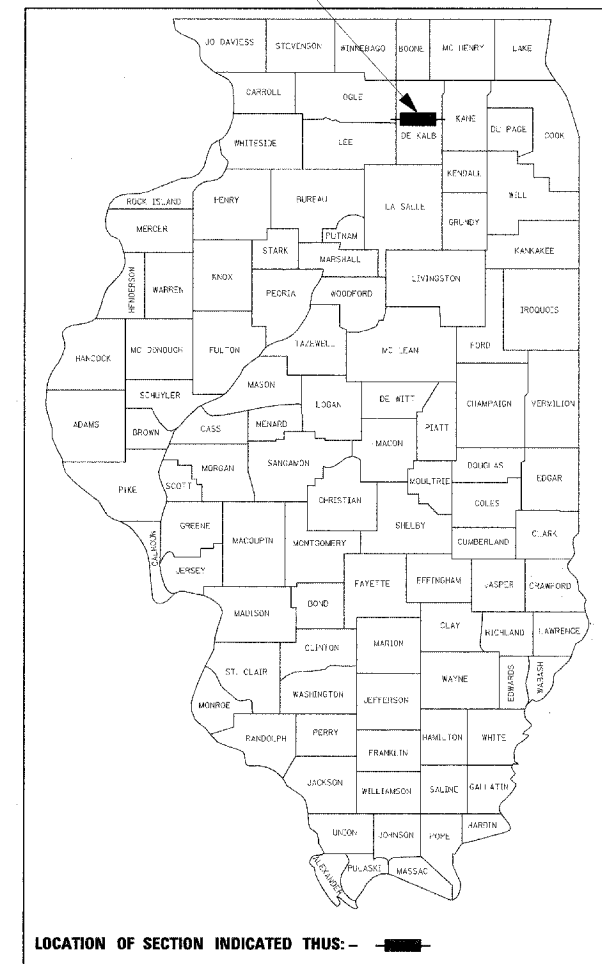 JO DAVIESS STEVENSON WINNEBAGO BOONE MC HENRY LAKE
CARROLL OGLE KANE DU PAGE COOK
DE KALB
WHITESIDE LEE
KENDALL
ROCK ISLAND HENRY BUREAU LA SALLE WILL
MERCER PUTNAM GRUNDY
STARK KANKAKEE
HENDERSON WARREN KNOX MARSHALL LIVINGSTON
PEORIA WOODFORD IROQUOIS
HANCOCK MC DONOUGH FULTON TAZEWELL MC LEAN FORD
MASON
SCHUYLER LOGAN DE WITT CHAMPAIGN VERMILION
ADAMS BROWN CASS MENARD PIATT
MACON
MORGAN SANGAMON DOUGLAS
PIKE SCOTT MOULTRIE EDGAR
CHRISTIAN COLES
GREENE MACOUPIN MONTGOMERY SHELBY
CALHOUN CUMBERLAND CLARK
JERSEY FAYETTE EFFINGHAM JASPER CRAWFORD
MADISON BOND
CLAY RICHLAND LAWRENCE
CLINTON MARION
ST. CLAIR WAYNE EDWARDS WABASH
MONROE WASHINGTON JEFFERSON
RANDOLPH PERRY HAMILTON WHITE
FRANKLIN
JACKSON WILLIAMSON SALINE GALLATIN
UNION JOHNSON POPE HARDIN
ALEXANDER PULASKI MASSAC
LOCATION OF SECTION INDICATED THUS: –